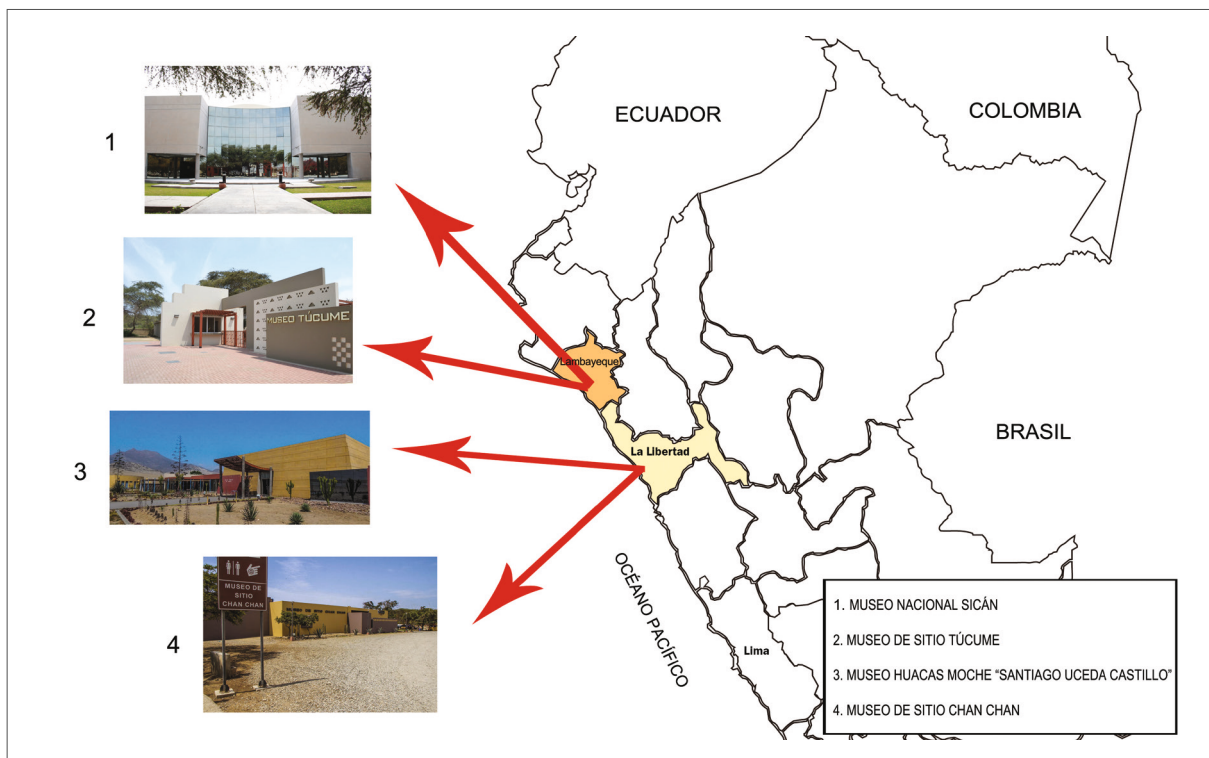 1
2
MUSEO TÚCUME
3
4
MUSEO DE
SITIO
CHAN CHAN
ECUADOR
COLOMBIA
Lambayeque
La Libertad
BRASIL
OCÉANO PACÍFICO
Lima
1. MUSEO NACIONAL SICÁN
2. MUSEO DE SITIO TÚCUME
3. MUSEO HUACAS MOCHE “SANTIAGO UCEDA CASTILLO”
4. MUSEO DE SITIO CHAN CHAN